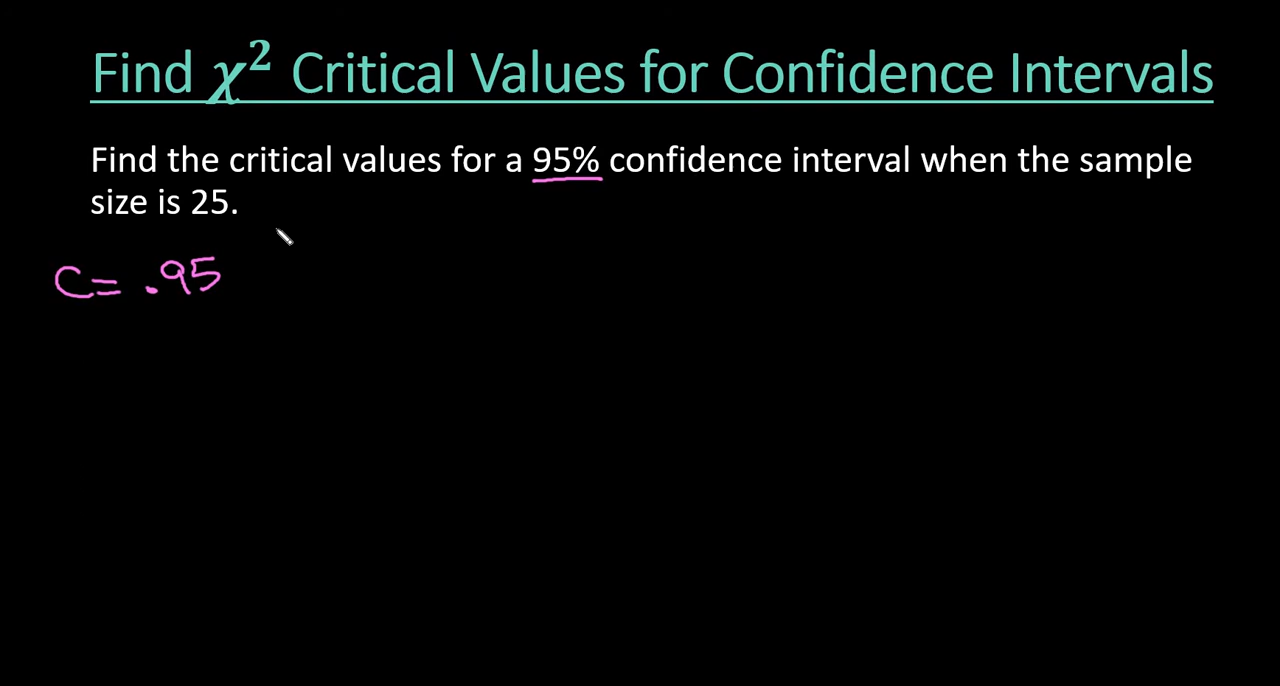 Find χ² Critical Values for Confidence Intervals
Find the critical values for a 95% confidence interval when the sample
size is 25.
C= .95